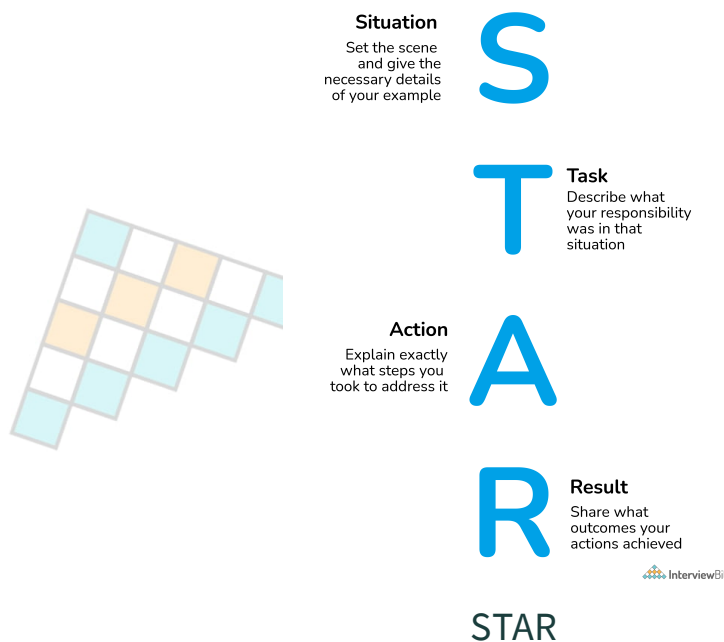 Situation
Set the scene
and give the
necessary details
of your example
S
T
Task
Describe what
your responsibility
was in that
situation
Action
Explain exactly
what steps you
took to address it
A
R
Result
Share what
outcomes your
actions achieved
InterviewBi
STAR